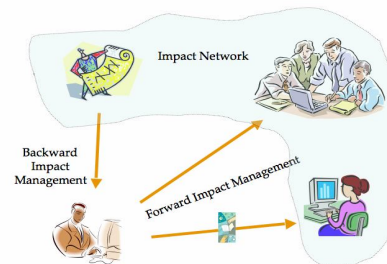 Impact Network
Backward
Impact
Management
Forward Impact Management